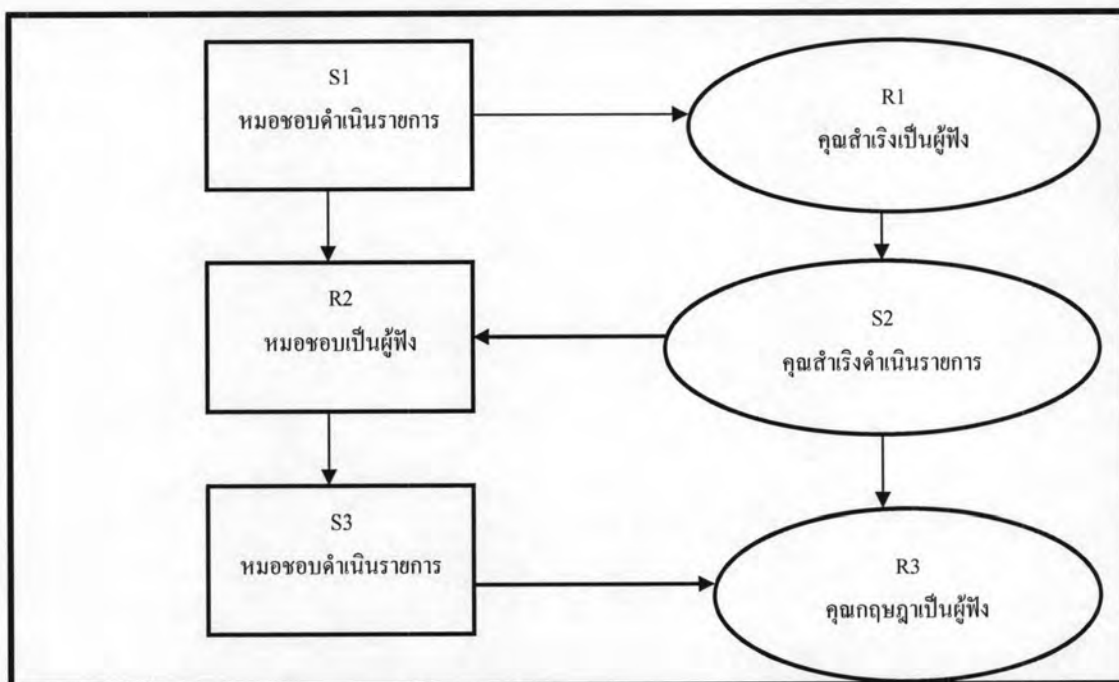 S1
หมอชอบดำเนินรายการ
R1
คุณสำเริงเป็นผู้ฟัง
R2
หมอชอบเป็นผู้ฟัง
S2
คุณสำเริงดำเนินรายการ
S3
หมอชอบดำเนินรายการ
R3
คุณกฤษฎาเป็นผู้ฟัง